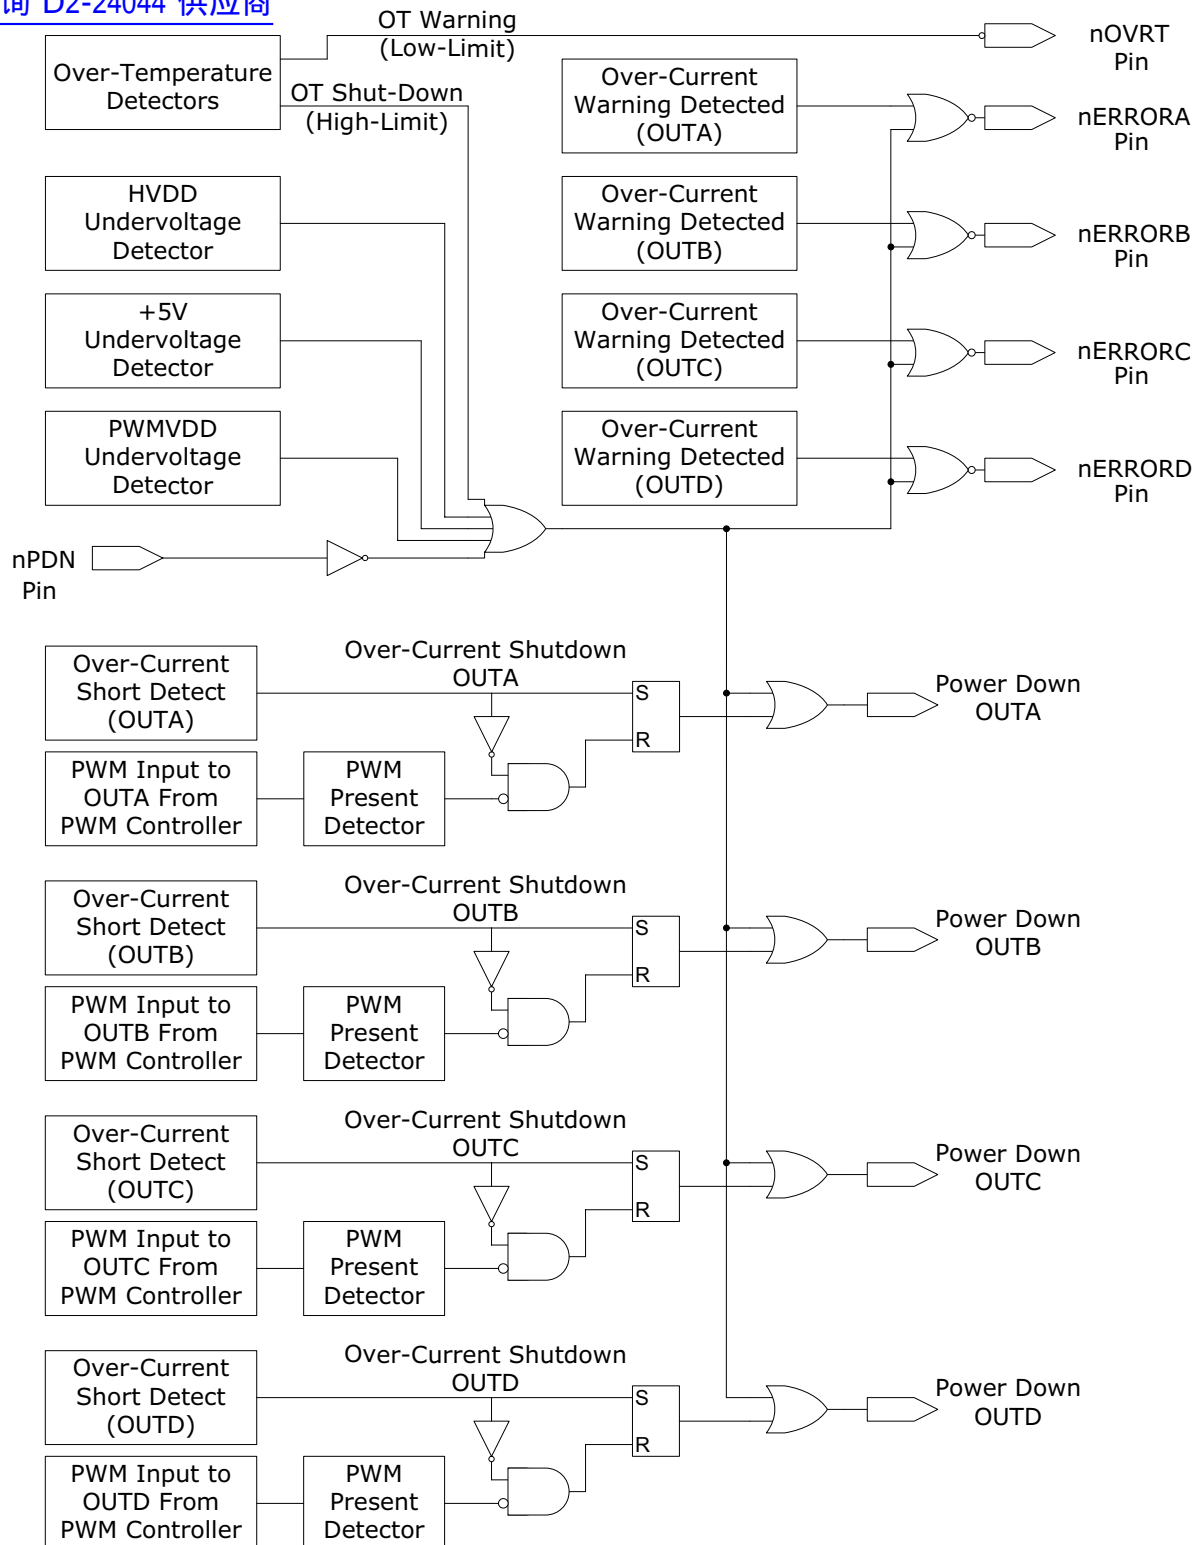 询 D2-24044 供应商
OT Warning
(Low-Limit)
nOVRT
Pin
Over-Temperature
Detectors
OT Shut-Down
(High-Limit)
Over-Current
Warning Detected
(OUTA)
nERRORA
Pin
HVDD
Undervoltage
Detector
Over-Current
Warning Detected
(OUTB)
nERRORB
Pin
+5V
Undervoltage
Detector
Over-Current
Warning Detected
(OUTC)
nERRORC
Pin
PWMVDD
Undervoltage
Detector
Over-Current
Warning Detected
(OUTD)
nERRORD
Pin
nPDN
Pin
Over-Current
Short Detect
(OUTA)
Over-Current Shutdown
OUTA
S
R
Power Down
OUTA
PWM Input to
OUTA From
PWM Controller
PWM
Present
Detector
Over-Current
Short Detect
(OUTB)
Over-Current Shutdown
OUTB
S
R
Power Down
OUTB
PWM Input to
OUTB From
PWM Controller
PWM
Present
Detector
Over-Current
Short Detect
(OUTC)
Over-Current Shutdown
OUTC
S
R
Power Down
OUTC
PWM Input to
OUTC From
PWM Controller
PWM
Present
Detector
Over-Current
Short Detect
(OUTD)
Over-Current Shutdown
OUTD
S
R
Power Down
OUTD
PWM Input to
OUTD From
PWM Controller
PWM
Present
Detector